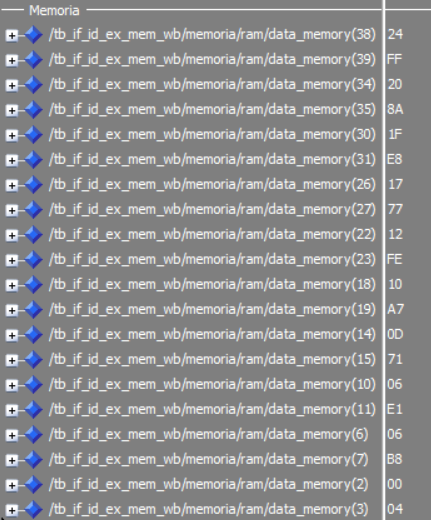 Memoria
/tb_if_id_ex_mem_wb/memoria/ram/data_memory(38) 24
/tb_if_id_ex_mem_wb/memoria/ram/data_memory(39) FF
/tb_if_id_ex_mem_wb/memoria/ram/data_memory(34) 20
/tb_if_id_ex_mem_wb/memoria/ram/data_memory(35) 8A
/tb_if_id_ex_mem_wb/memoria/ram/data_memory(30) 1F
/tb_if_id_ex_mem_wb/memoria/ram/data_memory(31) E8
/tb_if_id_ex_mem_wb/memoria/ram/data_memory(26) 17
/tb_if_id_ex_mem_wb/memoria/ram/data_memory(27) 77
/tb_if_id_ex_mem_wb/memoria/ram/data_memory(22) 12
/tb_if_id_ex_mem_wb/memoria/ram/data_memory(23) FE
/tb_if_id_ex_mem_wb/memoria/ram/data_memory(18) 10
/tb_if_id_ex_mem_wb/memoria/ram/data_memory(19) A7
/tb_if_id_ex_mem_wb/memoria/ram/data_memory(14) 0D
/tb_if_id_ex_mem_wb/memoria/ram/data_memory(15) 71
/tb_if_id_ex_mem_wb/memoria/ram/data_memory(10) 06
/tb_if_id_ex_mem_wb/memoria/ram/data_memory(11) E1
/tb_if_id_ex_mem_wb/memoria/ram/data_memory(6) 06
/tb_if_id_ex_mem_wb/memoria/ram/data_memory(7) B8
/tb_if_id_ex_mem_wb/memoria/ram/data_memory(2) 00
/tb_if_id_ex_mem_wb/memoria/ram/data_memory(3) 04